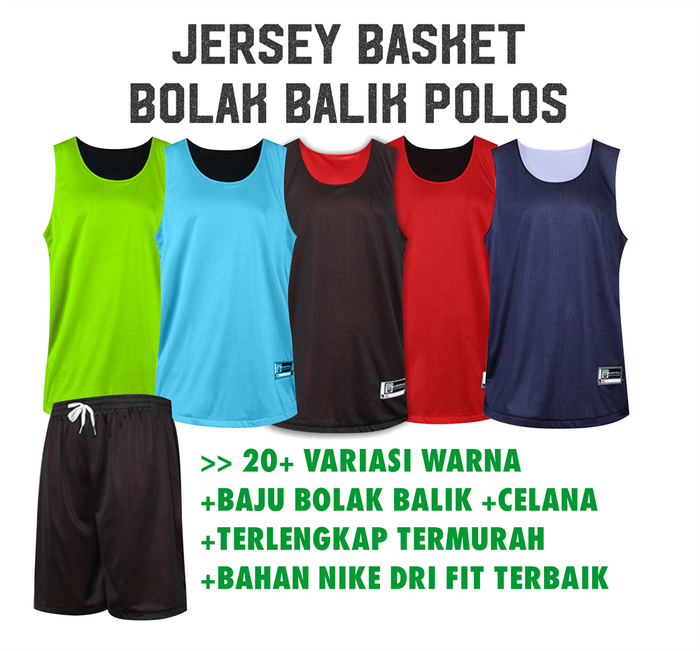 JERSEY BASKET
BOLAK BALIK POLOS
>> 20+ VARIASI WARNA
+BAJU BOLAK BALIK +CELANA
+TERLENGKAP TERMURAH
+BAHAN NIKE DRI FIT TERBAIK